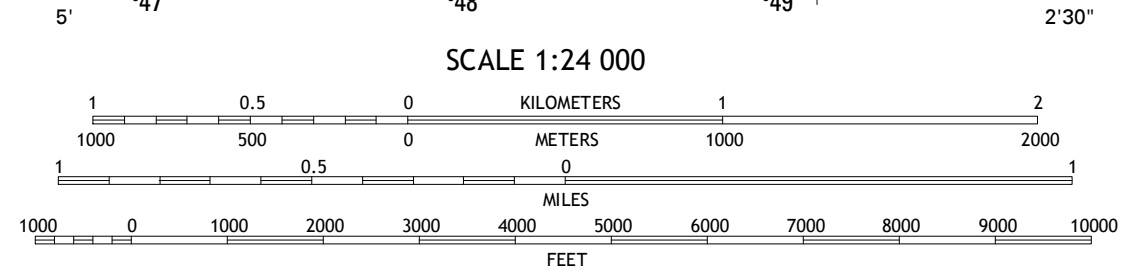 5' 47 48 49 2'30"
SCALE 1:24 000
1 0.5 0 KILOMETERS 1 2
1000 500 0 METERS 1000 2000
1 0.5 0 1
MILES
1000 0 1000 2000 3000 4000 5000 6000 7000 8000 9000 10000
FEET